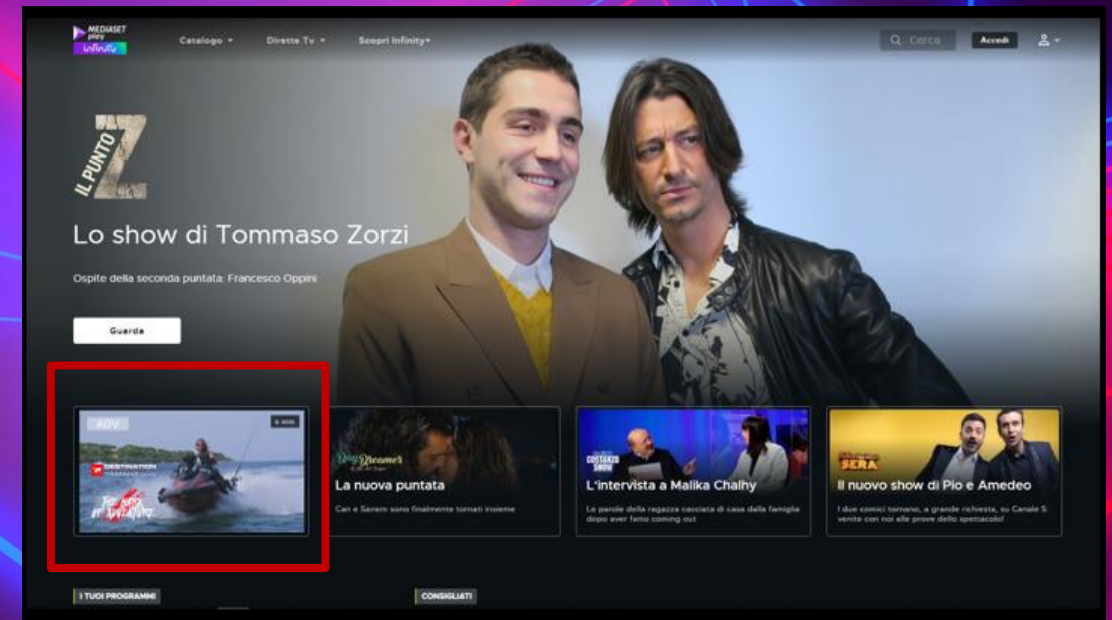 MEDIASET
play
infinity
Catalogo
Dirette Tv
Scopri Infinity+
Cerca
Accedi
IL PUNTO
Z
Lo show di Tommaso Zorzi
Ospite della seconda puntata: Francesco Oppini
Guarda
ADV
DESTINATION
DayDreamer
La nuova puntata
Can e Sanem sono finalmente tornati insieme
COSTANZO
SHOW
L'intervista a Malika Chalhy
Le parole della ragazza cacciata di casa dalla famiglia
dopo aver fatto coming-out
SERA
Il nuovo show di Pio e Amedeo
I due comici tornano, a grande richiesta, su Canale 5:
venite con noi alle prove dello spettacolo!
I TUOI PROGRAMMI
CONSIGLIATI